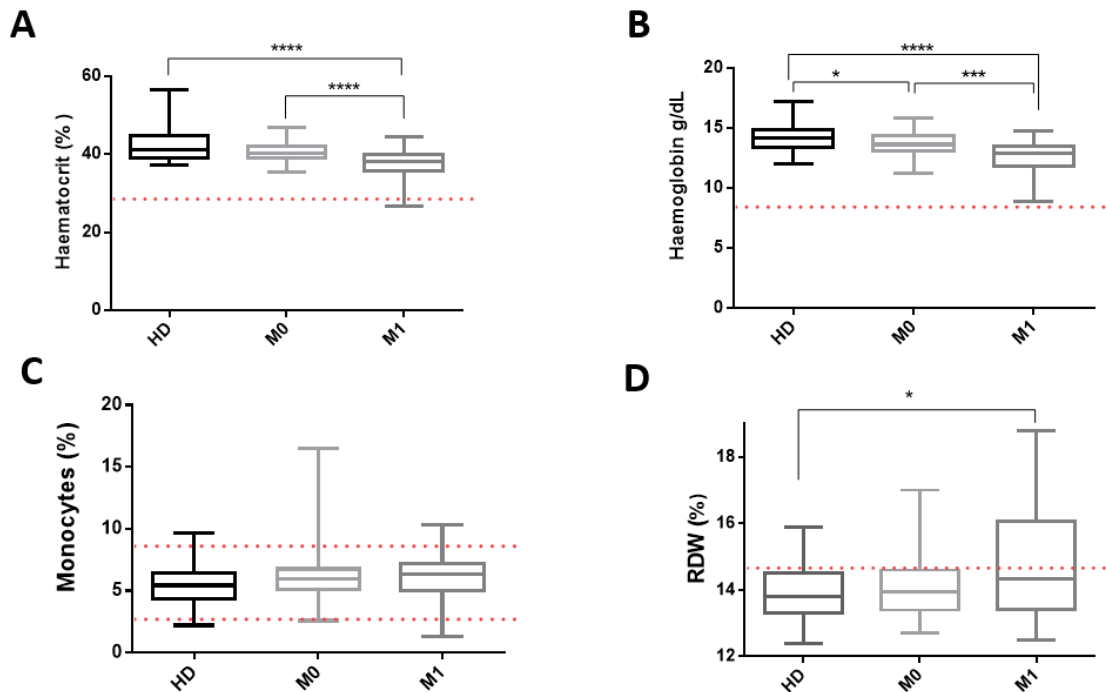 A
****
****
Haematocrit (%)
60
40
20
0
HD
M0
M1
B
****
*
***
Haemoglobin g/dL
20
15
10
5
0
HD
M0
M1
C
Monocytes (%)
20
15
10
5
0
HD
M0
M1
D
*
RDW (%)
18
16
14
12
HD
M0
M1